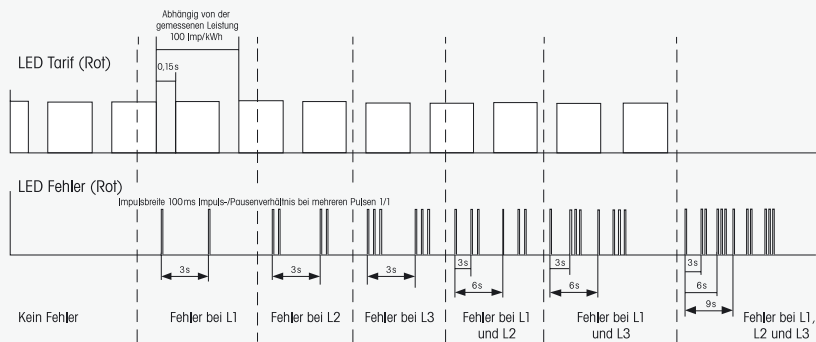 Abhängig von der
gemessenen Leistung
100 Imp/kWh
LED Tarif (Rot)
0,15s
LED Fehler (Rot)
Impulsbreite 100ms Impuls-/Pausenverhältnis bei mehreren Pulsen 1/1
3s
3s
3s
3s
6s
3s
6s
3s
6s
9s
Kein Fehler
Fehler bei L1
Fehler bei L2
Fehler bei L3
Fehler bei L1
und L2
Fehler bei L1
und L3
Fehler bei L1,
L2 und L3